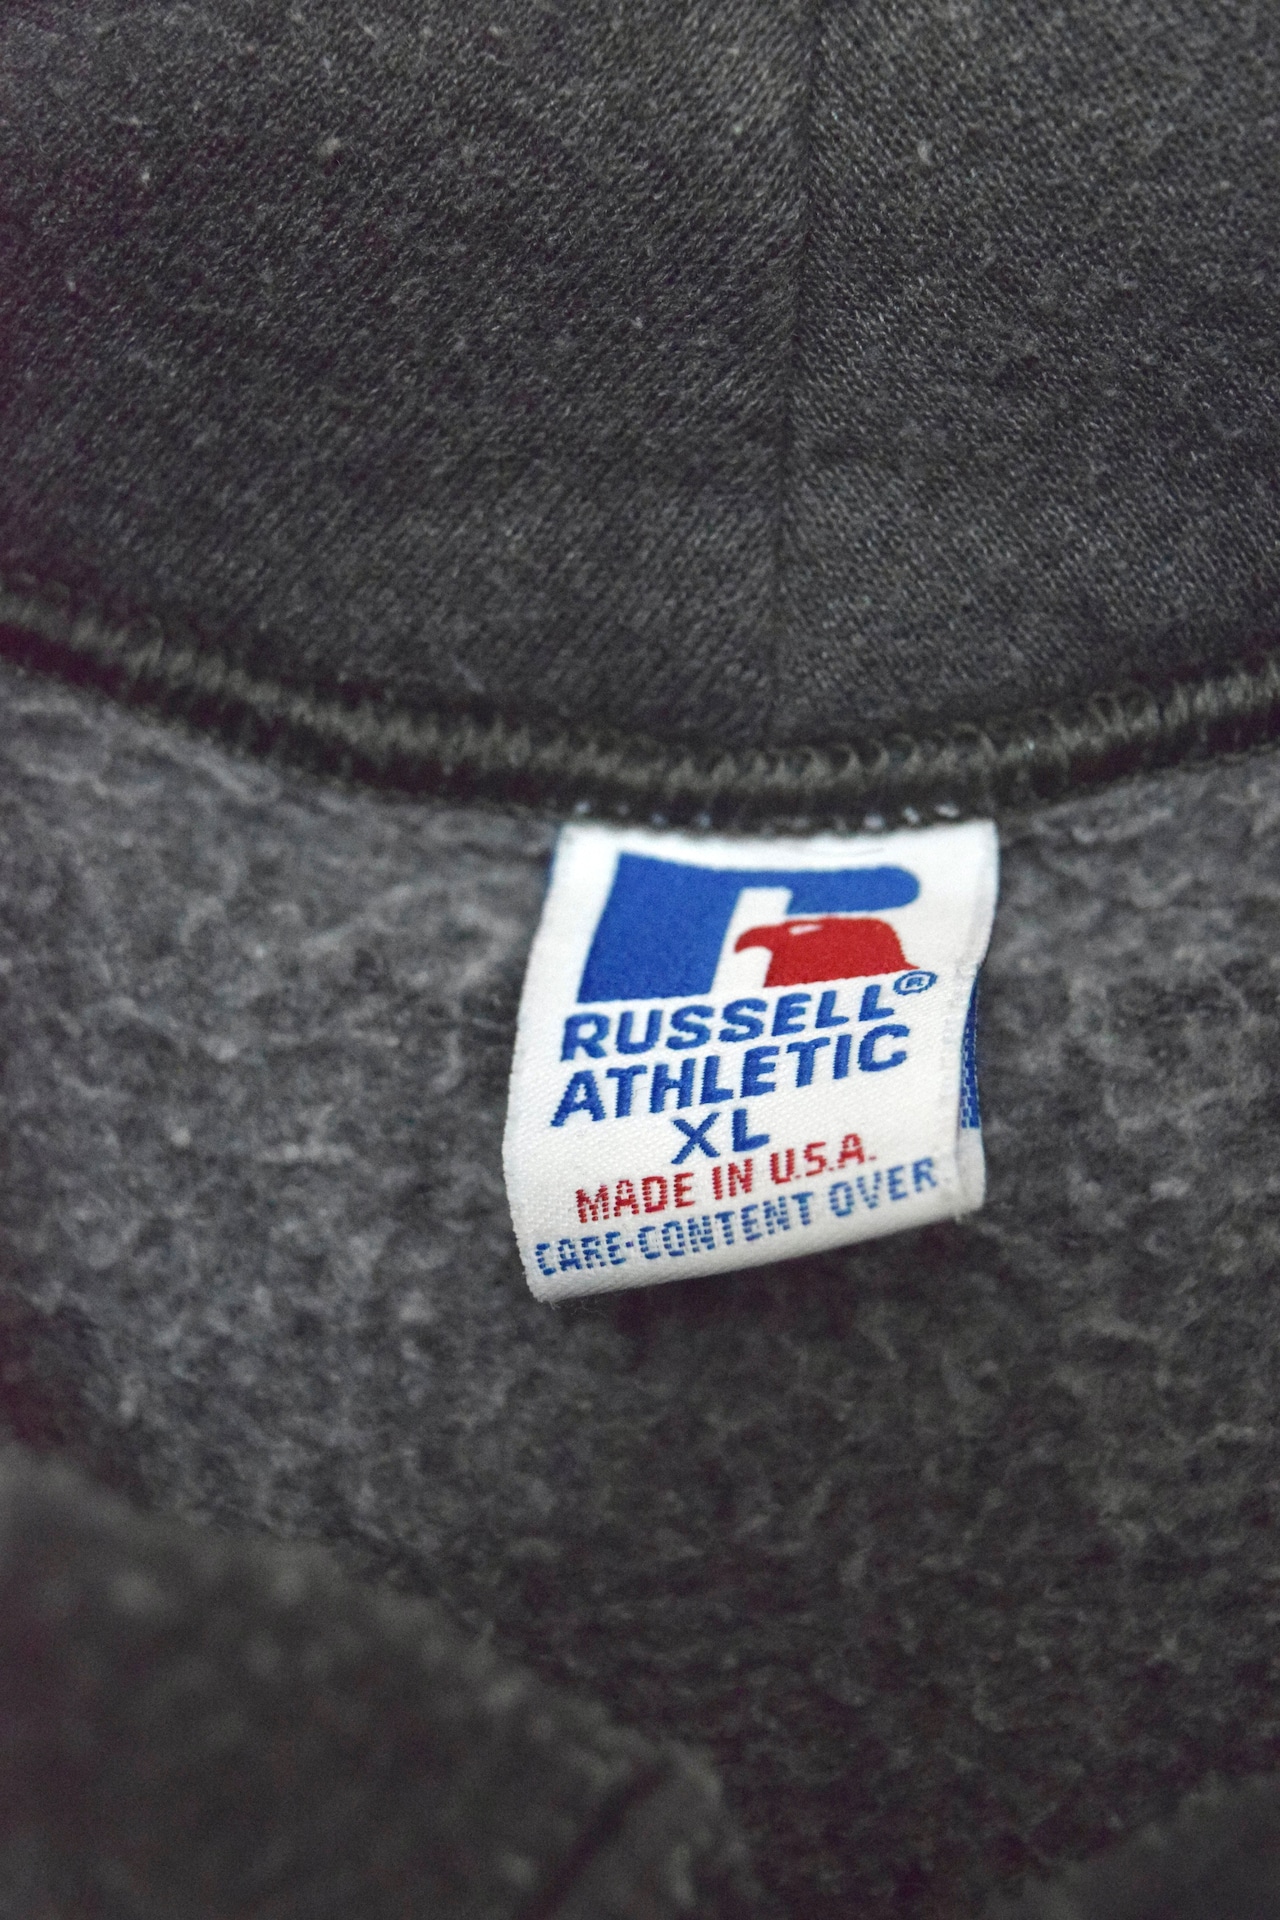 RUSSELL®
ATHLETIC
XL
MADE IN U.S.A.
CARE-CONTENT OVER